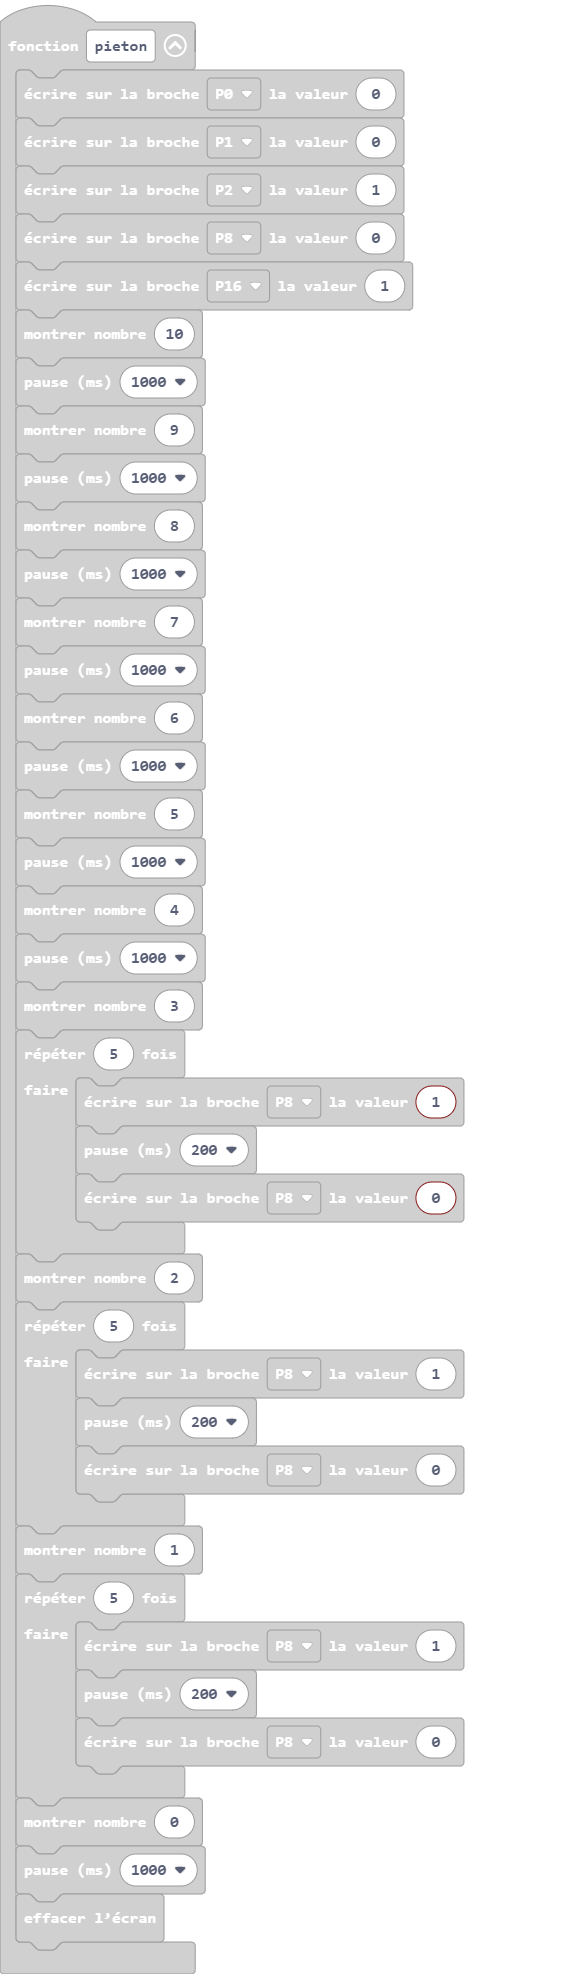 fonction pieton
écrire sur la broche P0 la valeur 0
écrire sur la broche P1 la valeur 0
écrire sur la broche P2 la valeur 1
écrire sur la broche P8 la valeur 0
écrire sur la broche P16 la valeur 1
montrer nombre 10
pause (ms) 1000
montrer nombre 9
pause (ms) 1000
montrer nombre 8
pause (ms) 1000
montrer nombre 7
pause (ms) 1000
montrer nombre 6
pause (ms) 1000
montrer nombre 5
pause (ms) 1000
montrer nombre 4
pause (ms) 1000
montrer nombre 3
répéter 5 fois
faire
écrire sur la broche P8 la valeur 1
pause (ms) 200
écrire sur la broche P8 la valeur 0
montrer nombre 2
répéter 5 fois
faire
écrire sur la broche P8 la valeur 1
pause (ms) 200
écrire sur la broche P8 la valeur 0
montrer nombre 1
répéter 5 fois
faire
écrire sur la broche P8 la valeur 1
pause (ms) 200
écrire sur la broche P8 la valeur 0
montrer nombre 0
pause (ms) 1000
effacer l’écran